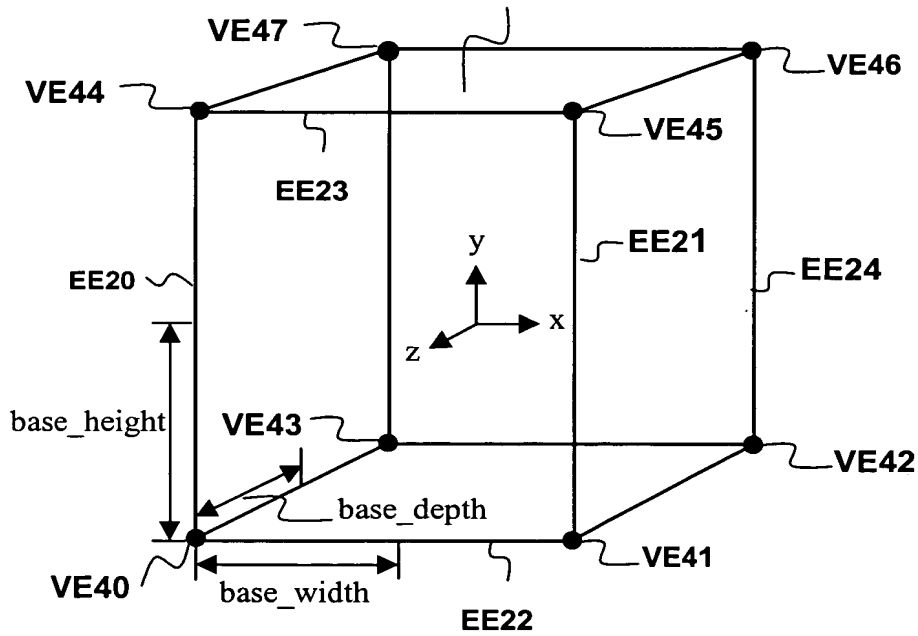 VE47
VE46
VE44
VE45
EE23
EE21
y
EE24
EE20
x
z
base_height
VE43
VE42
base_depth
VE41
VE40
base_width
EE22